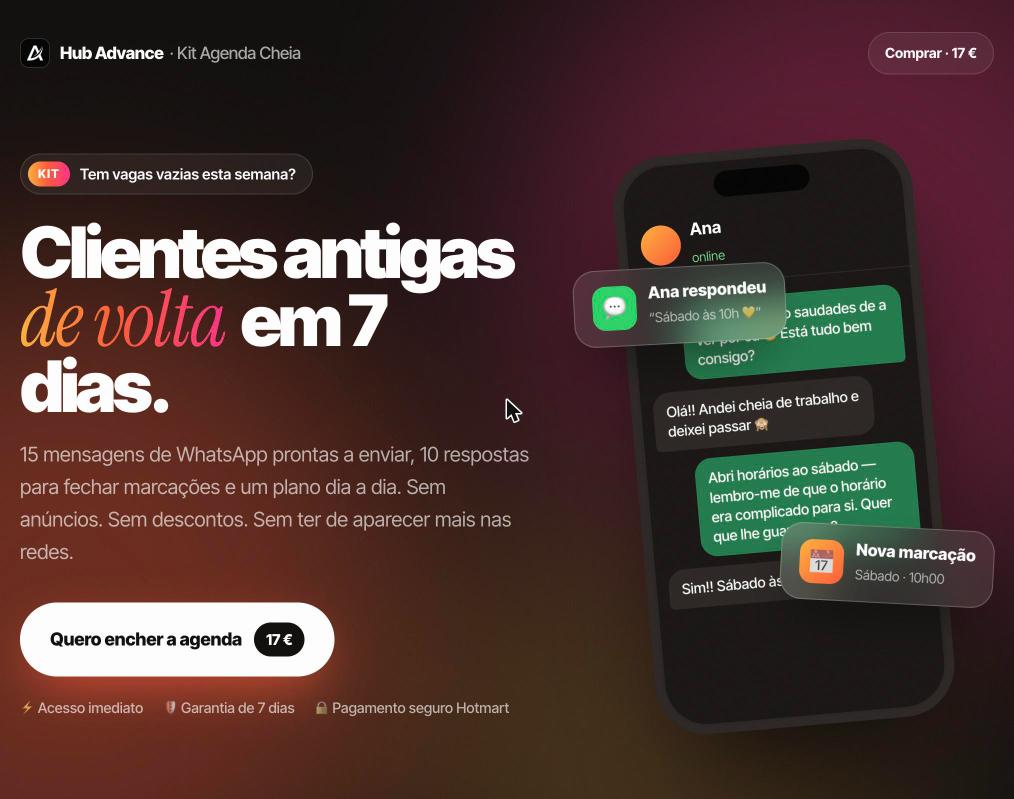 Hub Advance · Kit Agenda Cheia
Comprar · 17 €
KIT Tem vagas vazias esta semana?
Clientes antigas
de volta em 7
dias.
15 mensagens de WhatsApp prontas a enviar, 10 respostas
para fechar marcações e um plano dia a dia. Sem
anúncios. Sem descontos. Sem ter de aparecer mais nas
redes.
Quero encher a agenda 17 €
⚡ Acesso imediato
🛡️ Garantia de 7 dias
🔒 Pagamento seguro Hotmart
Ana
online
Ana respondeu
“Sábado às 10h 💛”
saudades de a
Está tudo bem
consigo?
Olá!! Andei cheia de trabalho e
deixei passar 🙈
Abri horários ao sábado —
lembro-me de que o horário
era complicado para si. Quer
que lhe
Sim!! Sábado às
17
Nova marcação
Sábado · 10h00